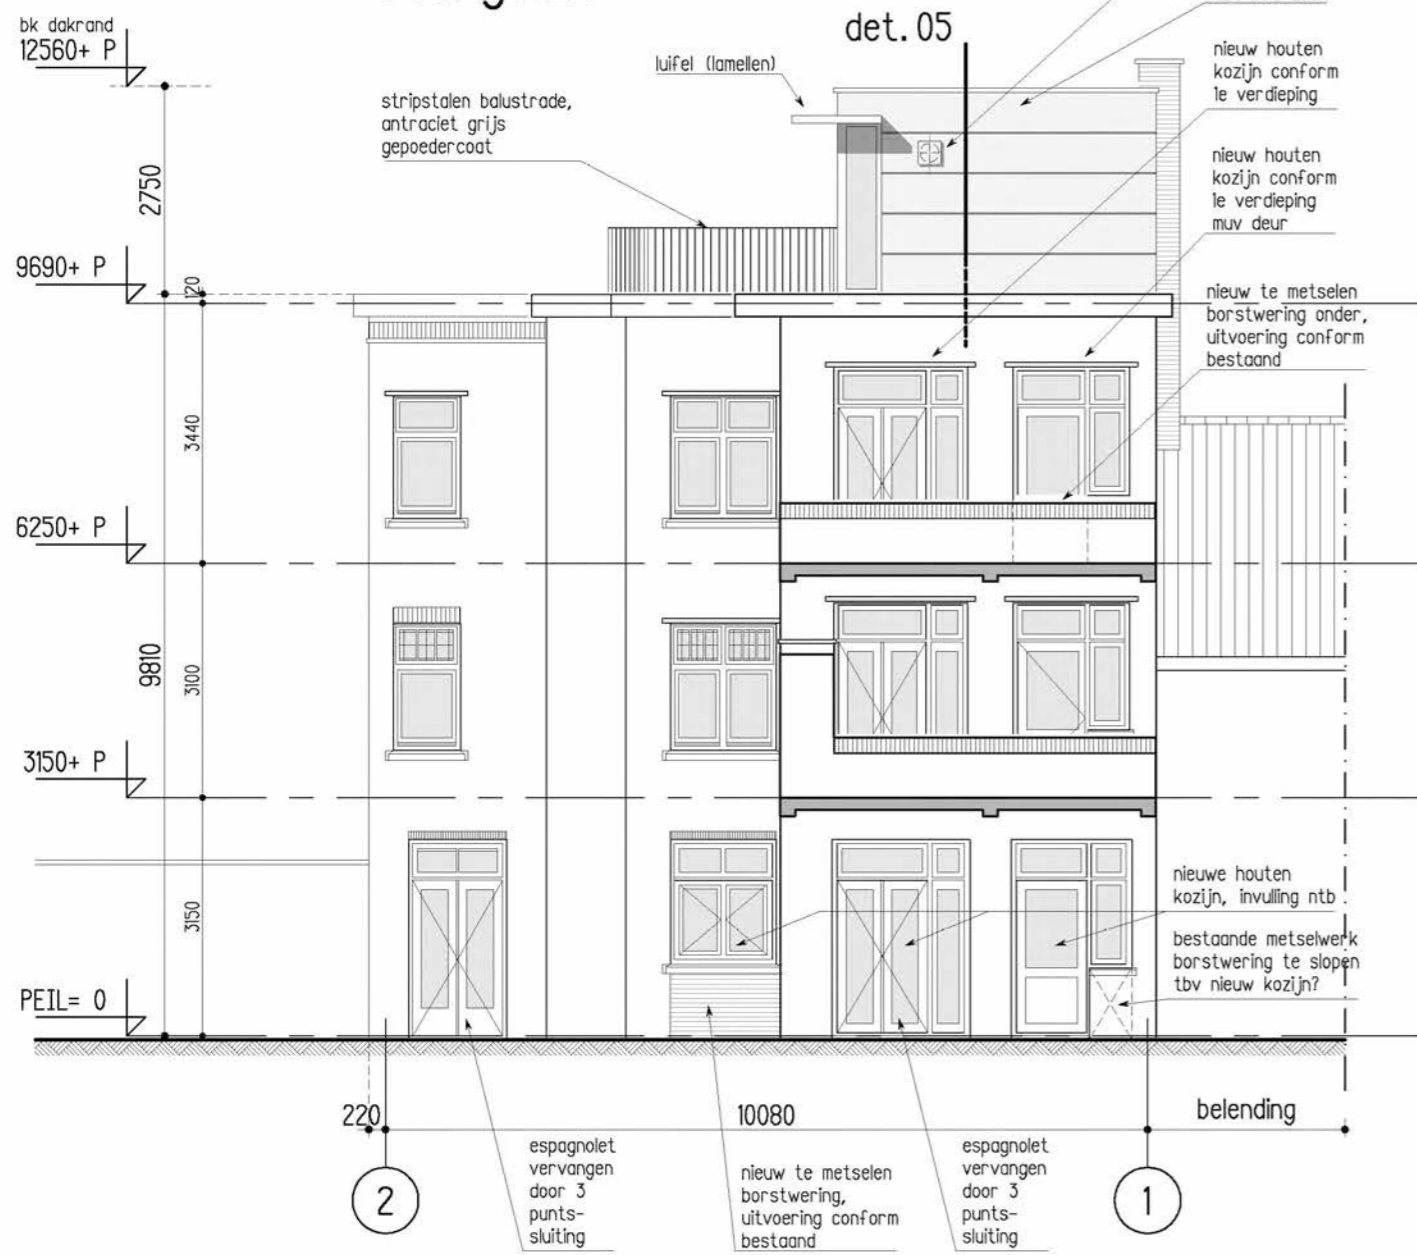 bk dakrand
12560+ P
det. 05
luifel (lamellen)
stripstalen balustrade,
antraciet grijs
gepoedercoat
nieuw houten
kozijn conform
1e verdieping
nieuw houten
kozijn conform
1e verdieping
muv deur
nieuw te metselen
borstwering onder,
uitvoering conform
bestaand
2750
9690+ P
120
3440
6250+ P
9810
3100
3150+ P
3150
PEIL= 0
nieuwe houten
kozijn, invulling ntb
bestaande metselwerk
borstwering te slopen
tbv nieuw kozijn?
220
10080
belending
2
1
espagnolet
vervangen
door 3
punts-
sluiting
nieuw te metselen
borstwering,
uitvoering conform
bestaand
espagnolet
vervangen
door 3
punts-
sluiting